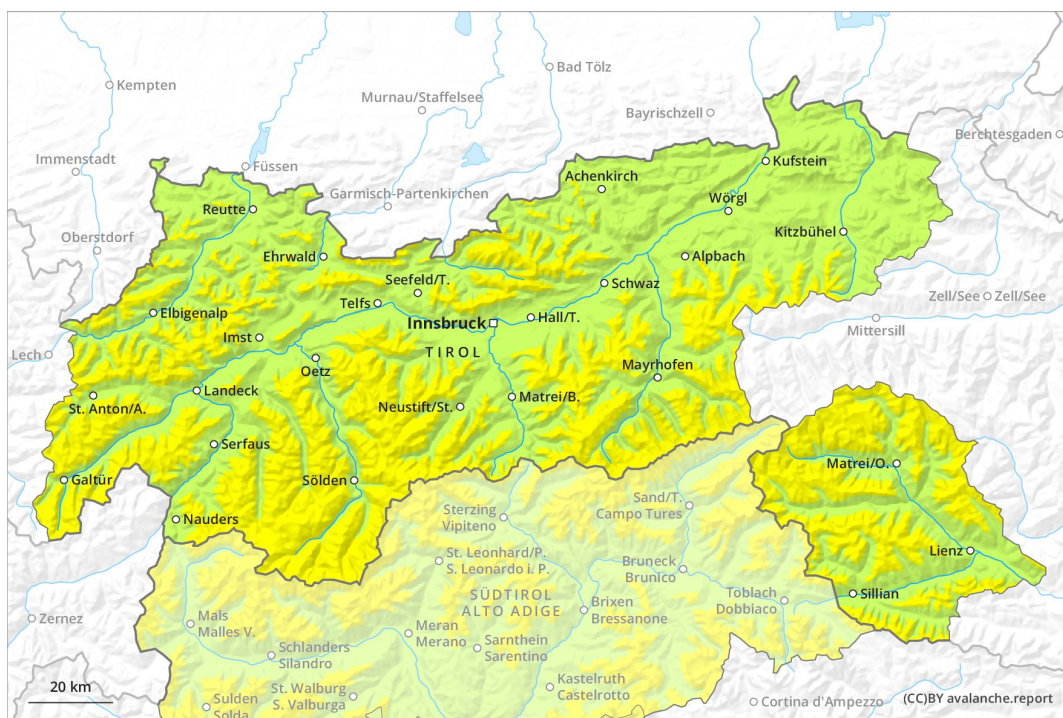 Kempten
Bad Tölz
Murnau/Staffelsee
Bayrischzell
Berchtesgaden
Immenstadt
Füssen
Kufstein
Achenkirch
Garmisch-Partenkirchen
Wörgl
Reutte
Oberstdorf
Kitzbühel
Ehrwald
Alpbach
Seefeld/T.
Schwaz
Zell/See
Zell/See
Telfs
Elbigenalp
Innsbruck
Hall/T.
Mittersill
Imst
Lech
TIROL
Mayrhofen
Oetz
Landeck
St. Anton/A.
Neustift/St.
Matrei/B.
Serfaus
Matrei/O.
Galtür
Sölden
Sand/T.
Campo Tures
Sterzing
Vipiteno
Nauders
Lienz
St. Leonhard/P.
S. Leonardo i. P.
Bruneck
Brunico
SÜDTIROL
ALTO ADIGE
Toblach
Dobbiaco
Sillian
Zernez
Mals
Malles V.
Brixen
Bressanone
Meran
Merano
Schlanders
Silandro
Sarnthein
Sarentino
Kastelruth
Castelrotto
20 km
St. Walburg
S. Valburga
Sulden
Solda
Cortina d'Ampezzo
(CC)BY avalanche.report